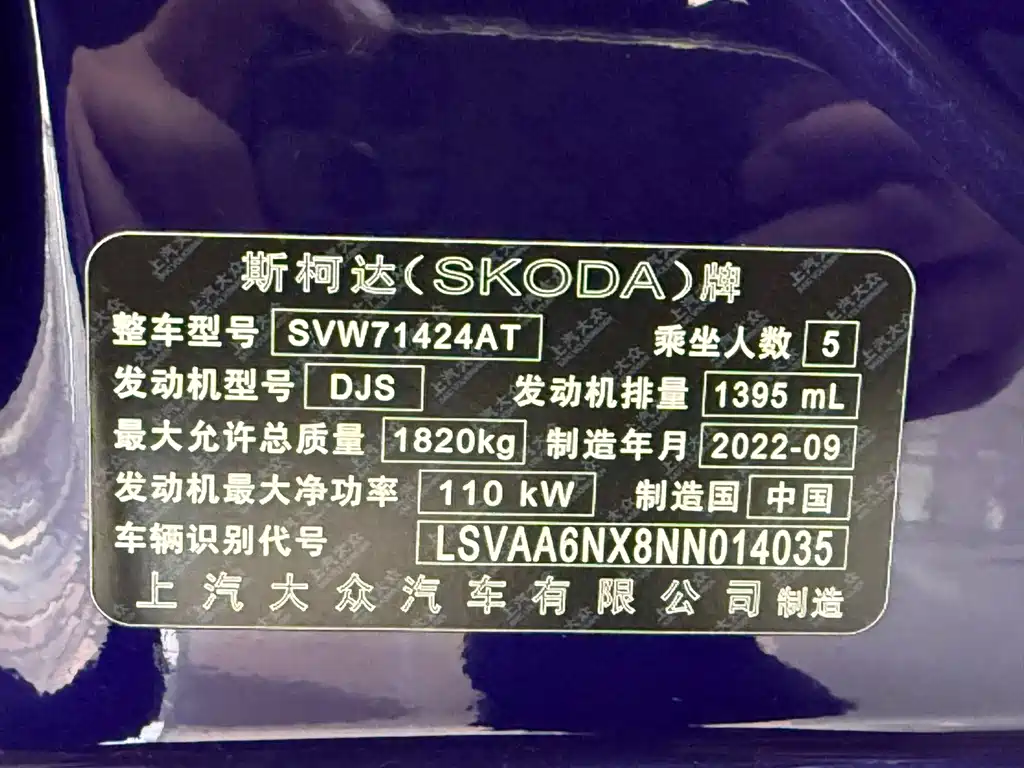 斯柯达(SKODA)牌
整车型号 SVW71424AT 乘坐人数 5
发动机型号 DJS 发动机排量 1395 mL
最大允许总质量 1820kg 制造年月 2022-09
发动机最大净功率 110 kW 制造国 中国
车辆识别代号 LSVAA6NX8NN014035
上汽大众汽车有限公司 制造